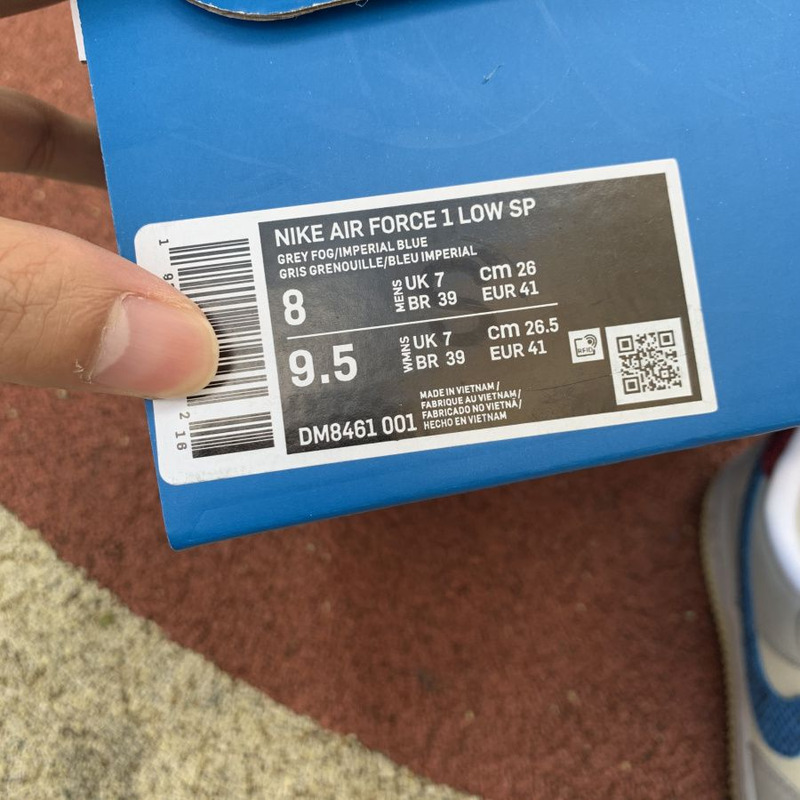 NIKE AIR FORCE 1 LOW SP
GREY FOG/IMPERIAL BLUE
GRIS GRENOUILLE/BLEU IMPERIAL
8
MENS
UK 7
BR 39
cm 26
EUR 41
9.5
WMNS
UK 7
BR 39
cm 26.5
EUR 41
RFID
DM8461 001
MADE IN VIETNAM /
FABRIQUE AU VIETNAM/
FABRICADO NO VIETNÃ/
HECHO EN VIETNAM